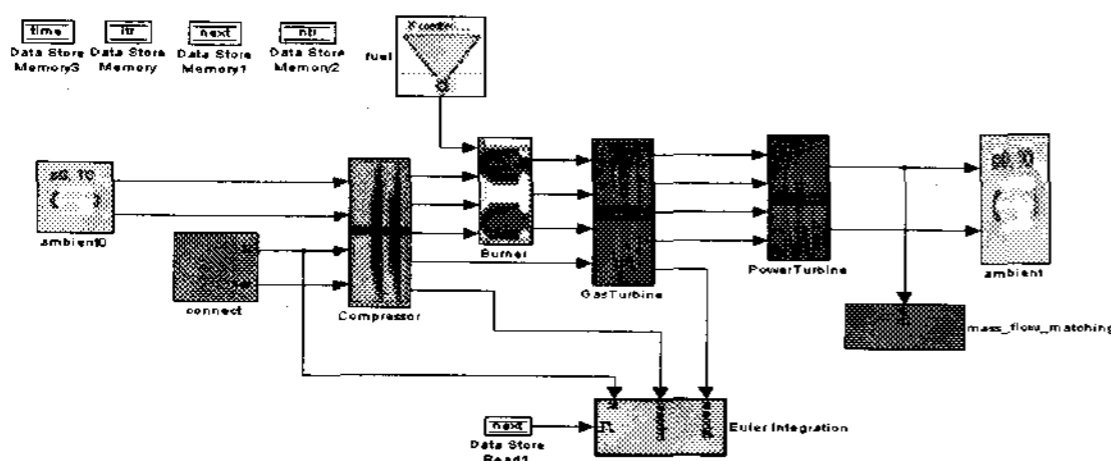 time
itr
next
Data Store Memory3
Data Store Memory
Data Store Memory1
Data Store Memory2
fuel
ambient0
connect
Compressor
Burner
GasTurbine
PowerTurbine
ambient
mass_flow_matching
next
Data Store
Read1
Euler Integration